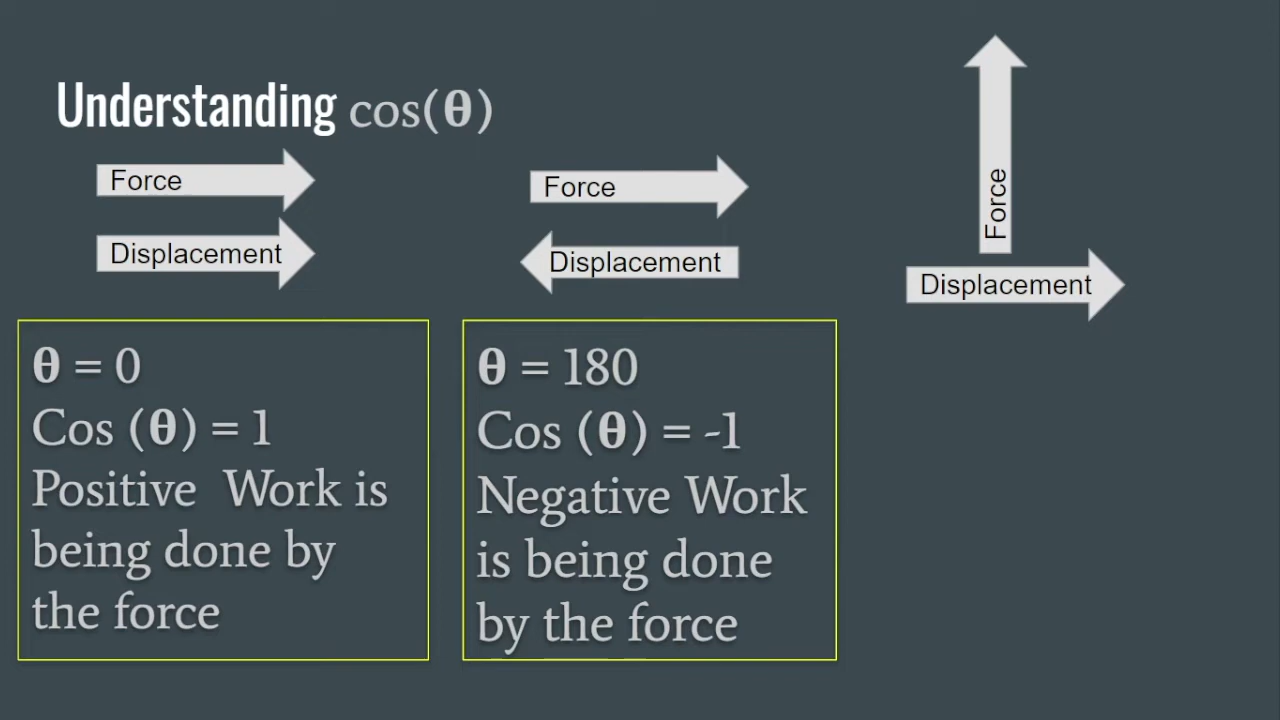 Understanding cos(θ)
Force
Displacement
θ = 0
Cos (θ) = 1
Positive  Work is
being done by
the force
Force
Displacement
θ = 180
Cos (θ) = -1
Negative Work
is being done
by the force
Force
Displacement